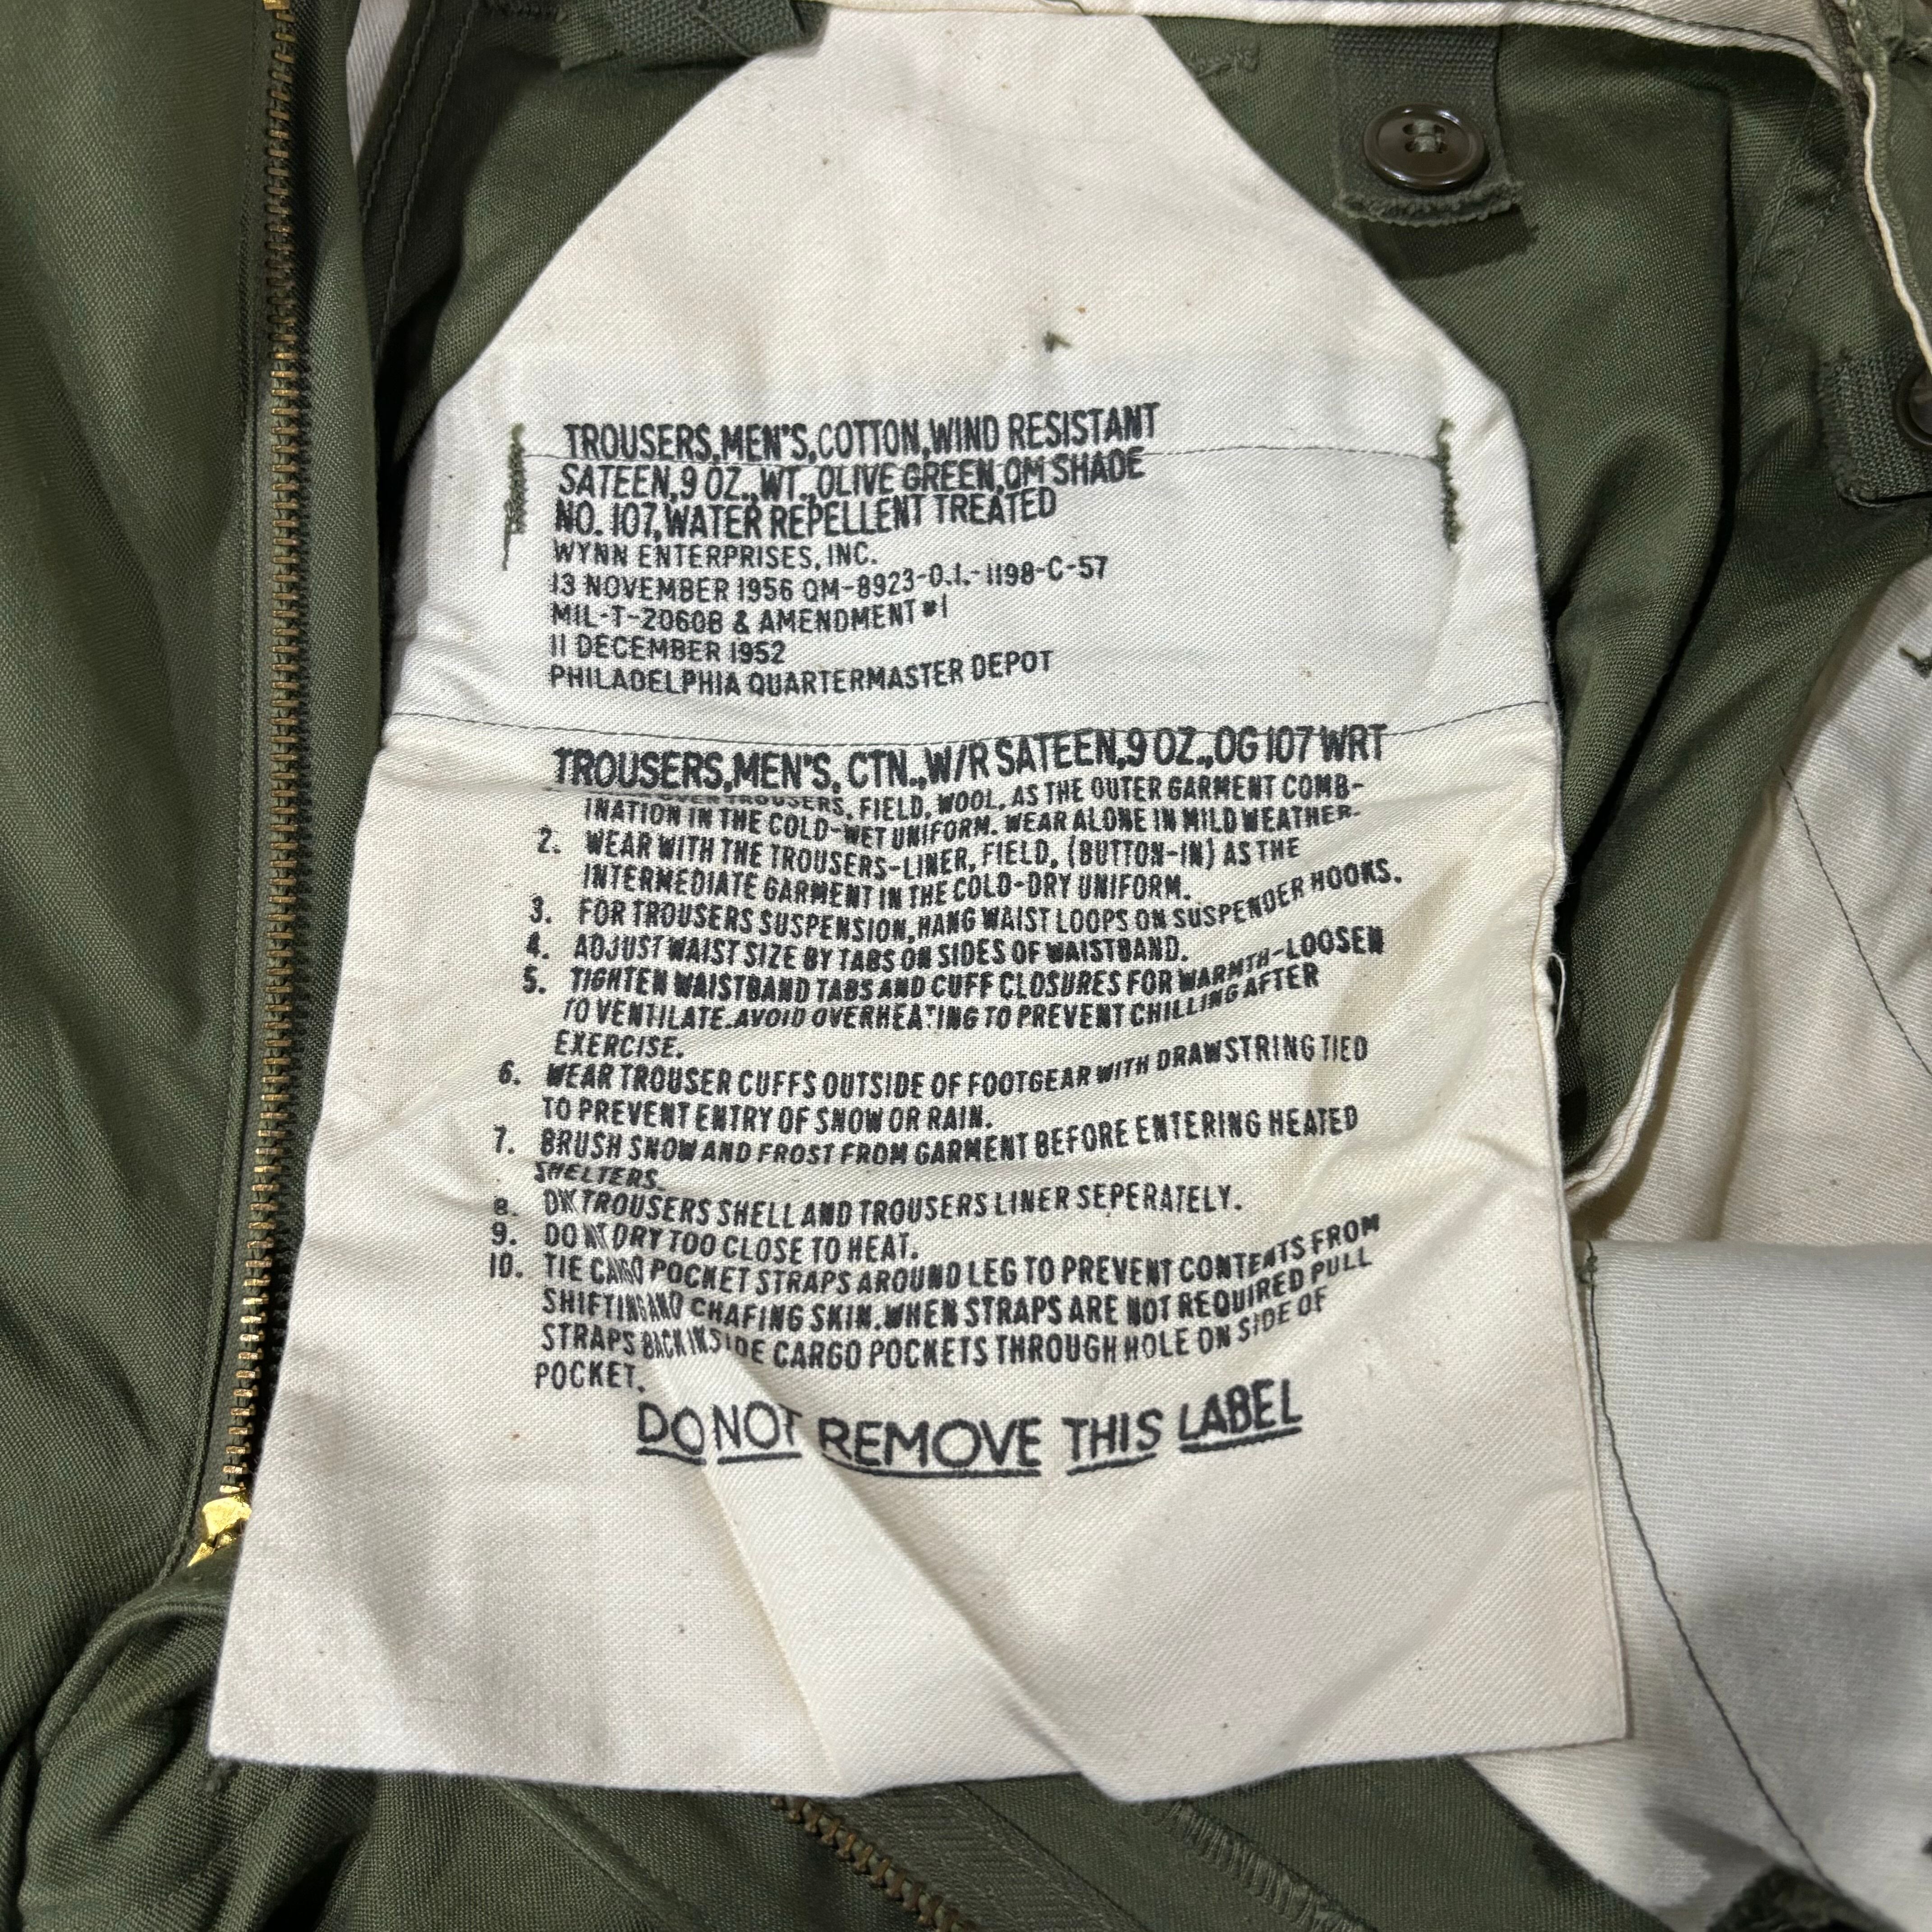 TROUSERS,MEN'S,COTTON,WIND RESISTANT
SATEEN,9 OZ.,WT.,OLIVE GREEN,QM SHADE
NO. 107,WATER REPELLENT TREATED
WYNN ENTERPRISES, INC.
13 NOVEMBER 1956 QM-8923-O.I.-1198-C-57
MIL-T-2060B & AMENDMENT #1
11 DECEMBER 1952
PHILADELPHIA QUARTERMASTER DEPOT
TROUSERS,MEN'S, CTN.,W/R SATEEN,9 OZ.,OG 107 WRT
OVER TROUSERS, FIELD, WOOL, AS THE OUTER GARMENT COMB-
INATION IN THE COLD-WET UNIFORM. WEAR ALONE IN MILD WEATHER.
2. WEAR WITH THE TROUSERS-LINER, FIELD, (BUTTON-IN) AS THE
INTERMEDIATE GARMENT IN THE COLD-DRY UNIFORM.
3. FOR TROUSERS SUSPENSION, HANG WAIST LOOPS ON SUSPENDER HOOKS.
4. ADJUST WAIST SIZE BY TABS ON SIDES OF WAISTBAND.
5. TIGHTEN WAISTBAND TABS AND CUFF CLOSURES FOR WARMTH-LOOSEN
TO VENTILATE. AVOID OVERHEATING TO PREVENT CHILLING AFTER
EXERCISE.
6. WEAR TROUSER CUFFS OUTSIDE OF FOOTGEAR WITH DRAWSTRING TIED
TO PREVENT ENTRY OF SNOW OR RAIN.
7. BRUSH SNOW AND FROST FROM GARMENT BEFORE ENTERING HEATED
SHELTERS.
8. TROUSERS SHELL AND TROUSERS LINER SEPERATELY.
9. DO NOT DRY TOO CLOSE TO HEAT.
10. TIE CARGO POCKET STRAPS AROUND LEG TO PREVENT CONTENTS FROM
SHIFTING AND CHAFING SKIN. WHEN STRAPS ARE NOT REQUIRED PULL
STRAPS BACK INSIDE CARGO POCKETS THROUGH HOLE ON SIDE OF
POCKET.
DO NOT REMOVE THIS LABEL